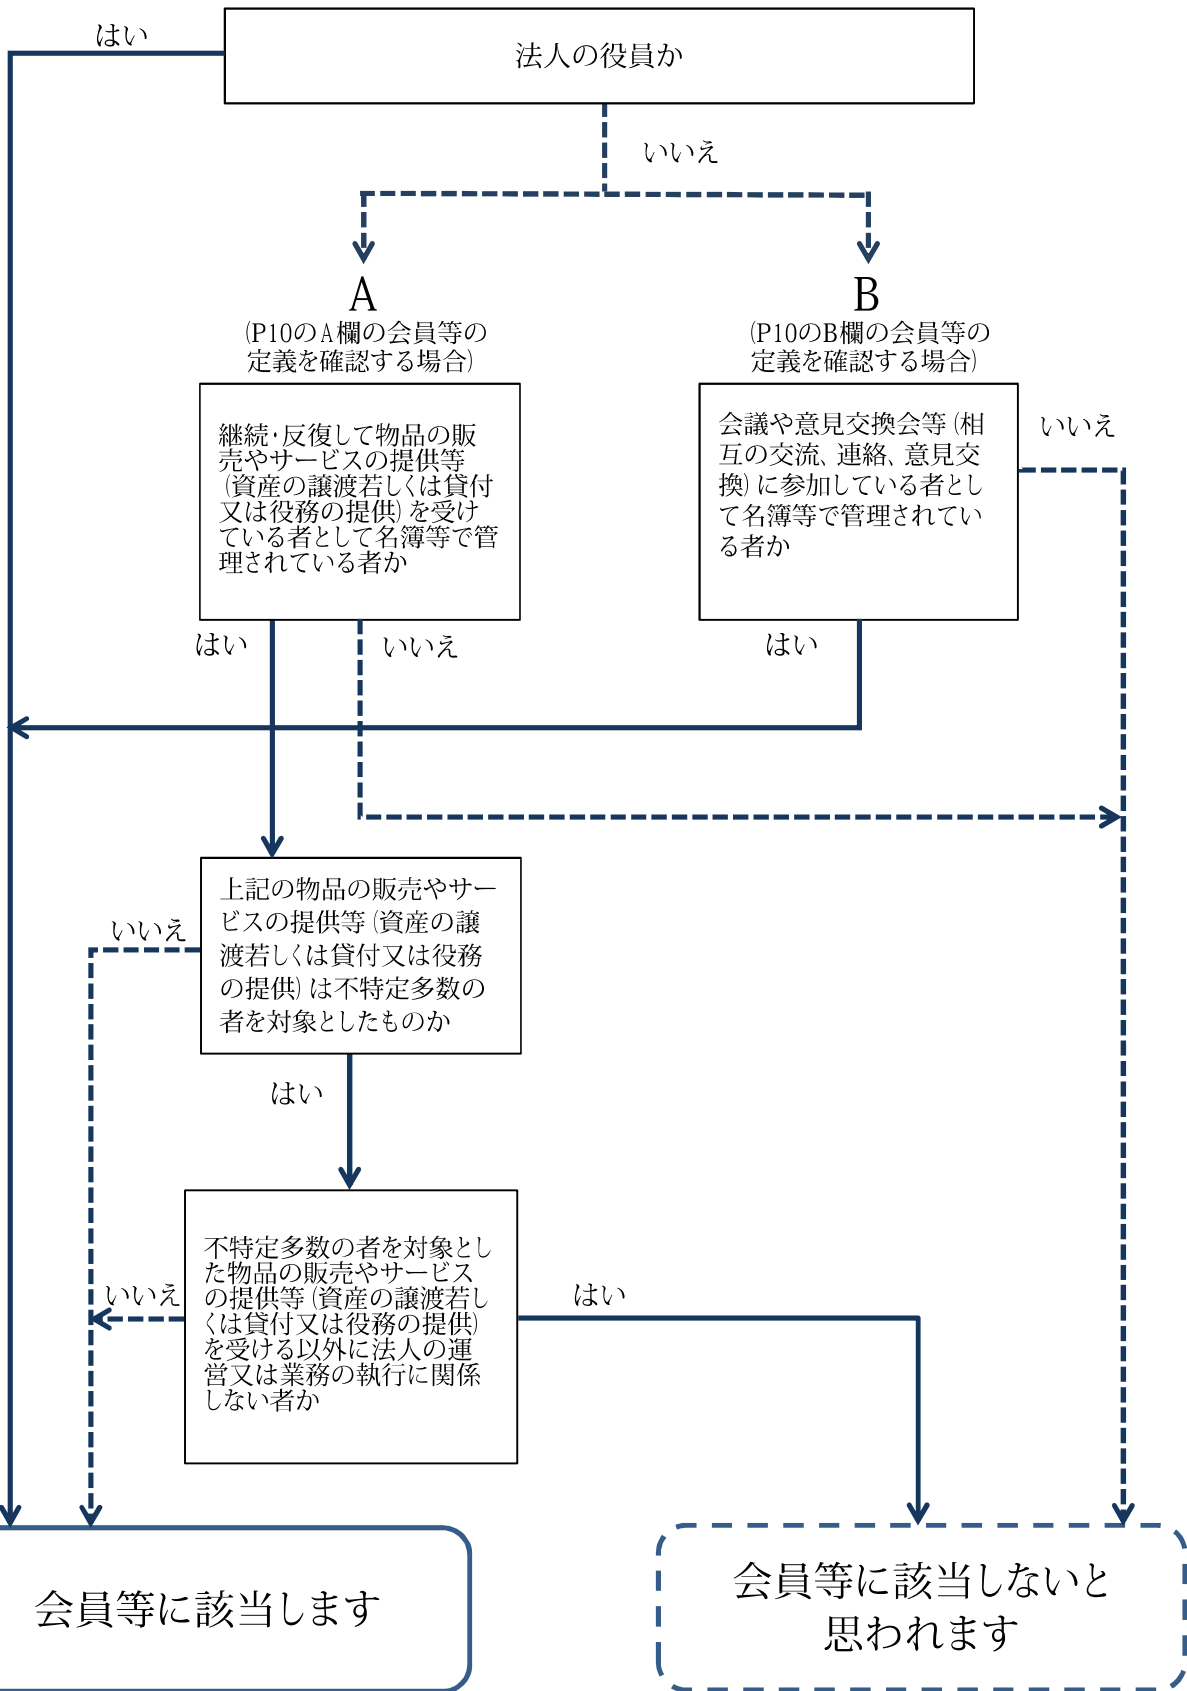 はい
法人の役員か
いいえ
A
(P10のA欄の会員等の
定義を確認する場合)
B
(P10のB欄の会員等の
定義を確認する場合)
継続・反復して物品の販
売やサービスの提供等
(資産の譲渡若しくは貸付
又は役務の提供)を受け
ている者として名簿等で管
理されている者か
会議や意見交換会等(相
互の交流、連絡、意見交
換)に参加している者とし
て名簿等で管理されてい
る者か
いいえ
はい
いいえ
はい
上記の物品の販売やサー
ビスの提供等(資産の譲
渡若しくは貸付又は役務
の提供)は不特定多数の
者を対象としたものか
いいえ
はい
不特定多数の者を対象とし
た物品の販売やサービス
の提供等(資産の譲渡若し
くは貸付又は役務の提供)
を受ける以外に法人の運
営又は業務の執行に関係
しない者か
いいえ
はい
会員等に該当します
会員等に該当しないと
思われます